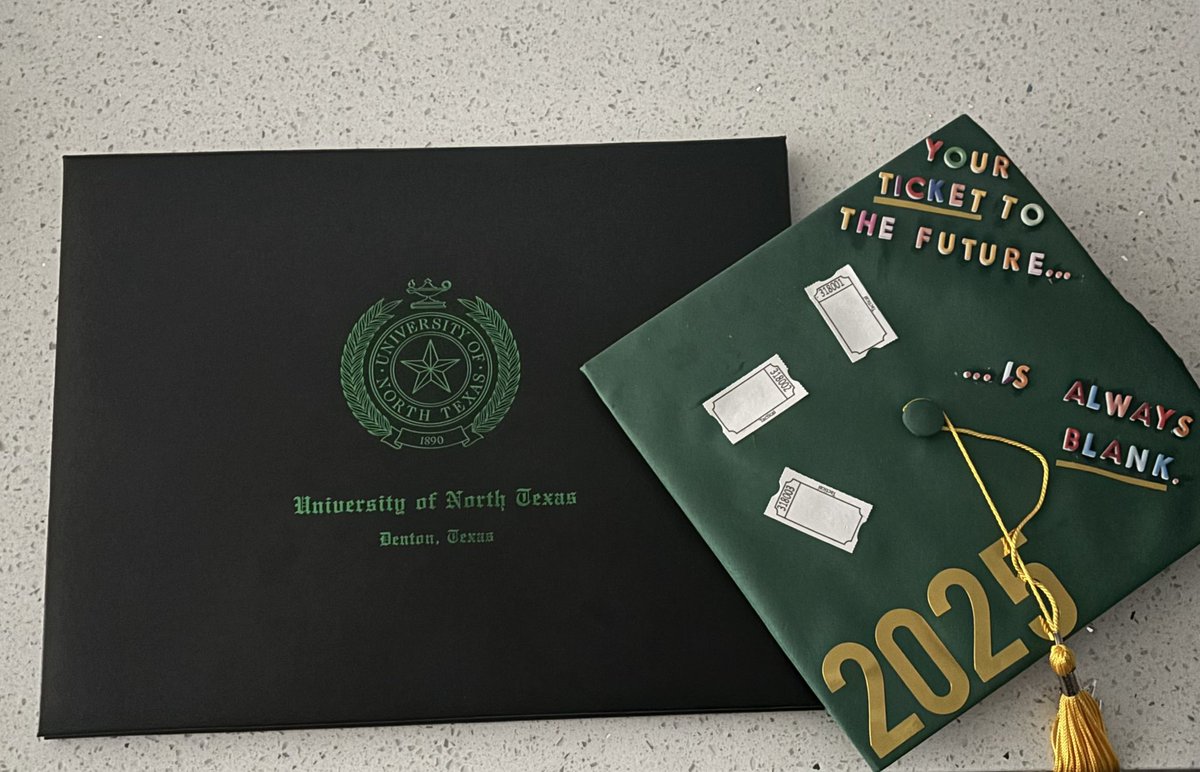 UNIVERSITY OF
NORTH TEXAS
1890
University of North Texas
Denton, Texas
YOUR
TICKET TO
THE FUTURE...
...IS ALWAYS
BLANK.
2025